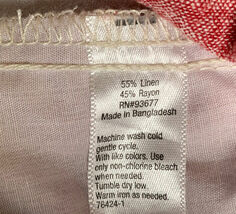 55% Linen
45% Rayon
RN#93677
Made in Bangladesh
Machine wash cold
gentle cycle.
With like colors. Use
only non-chlorine bleach
when needed.
Tumble dry low.
Warm iron as needed.
76424-1